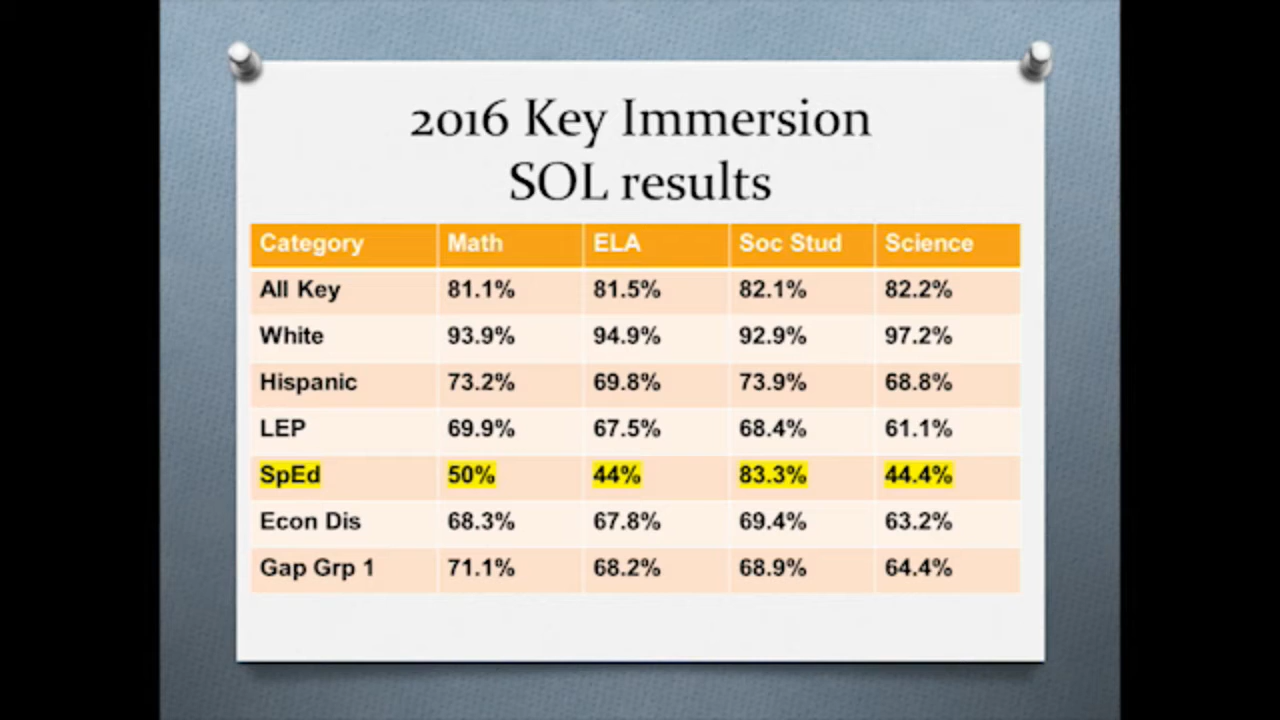 2016 Key Immersion
SOL results
Category Math ELA Soc Stud Science
All Key 81.1% 81.5% 82.1% 82.2%
White 93.9% 94.9% 92.9% 97.2%
Hispanic 73.2% 69.8% 73.9% 68.8%
LEP 69.9% 67.5% 68.4% 61.1%
SpEd 50% 44% 83.3% 44.4%
Econ Dis 68.3% 67.8% 69.4% 63.2%
Gap Grp 1 71.1% 68.2% 68.9% 64.4%